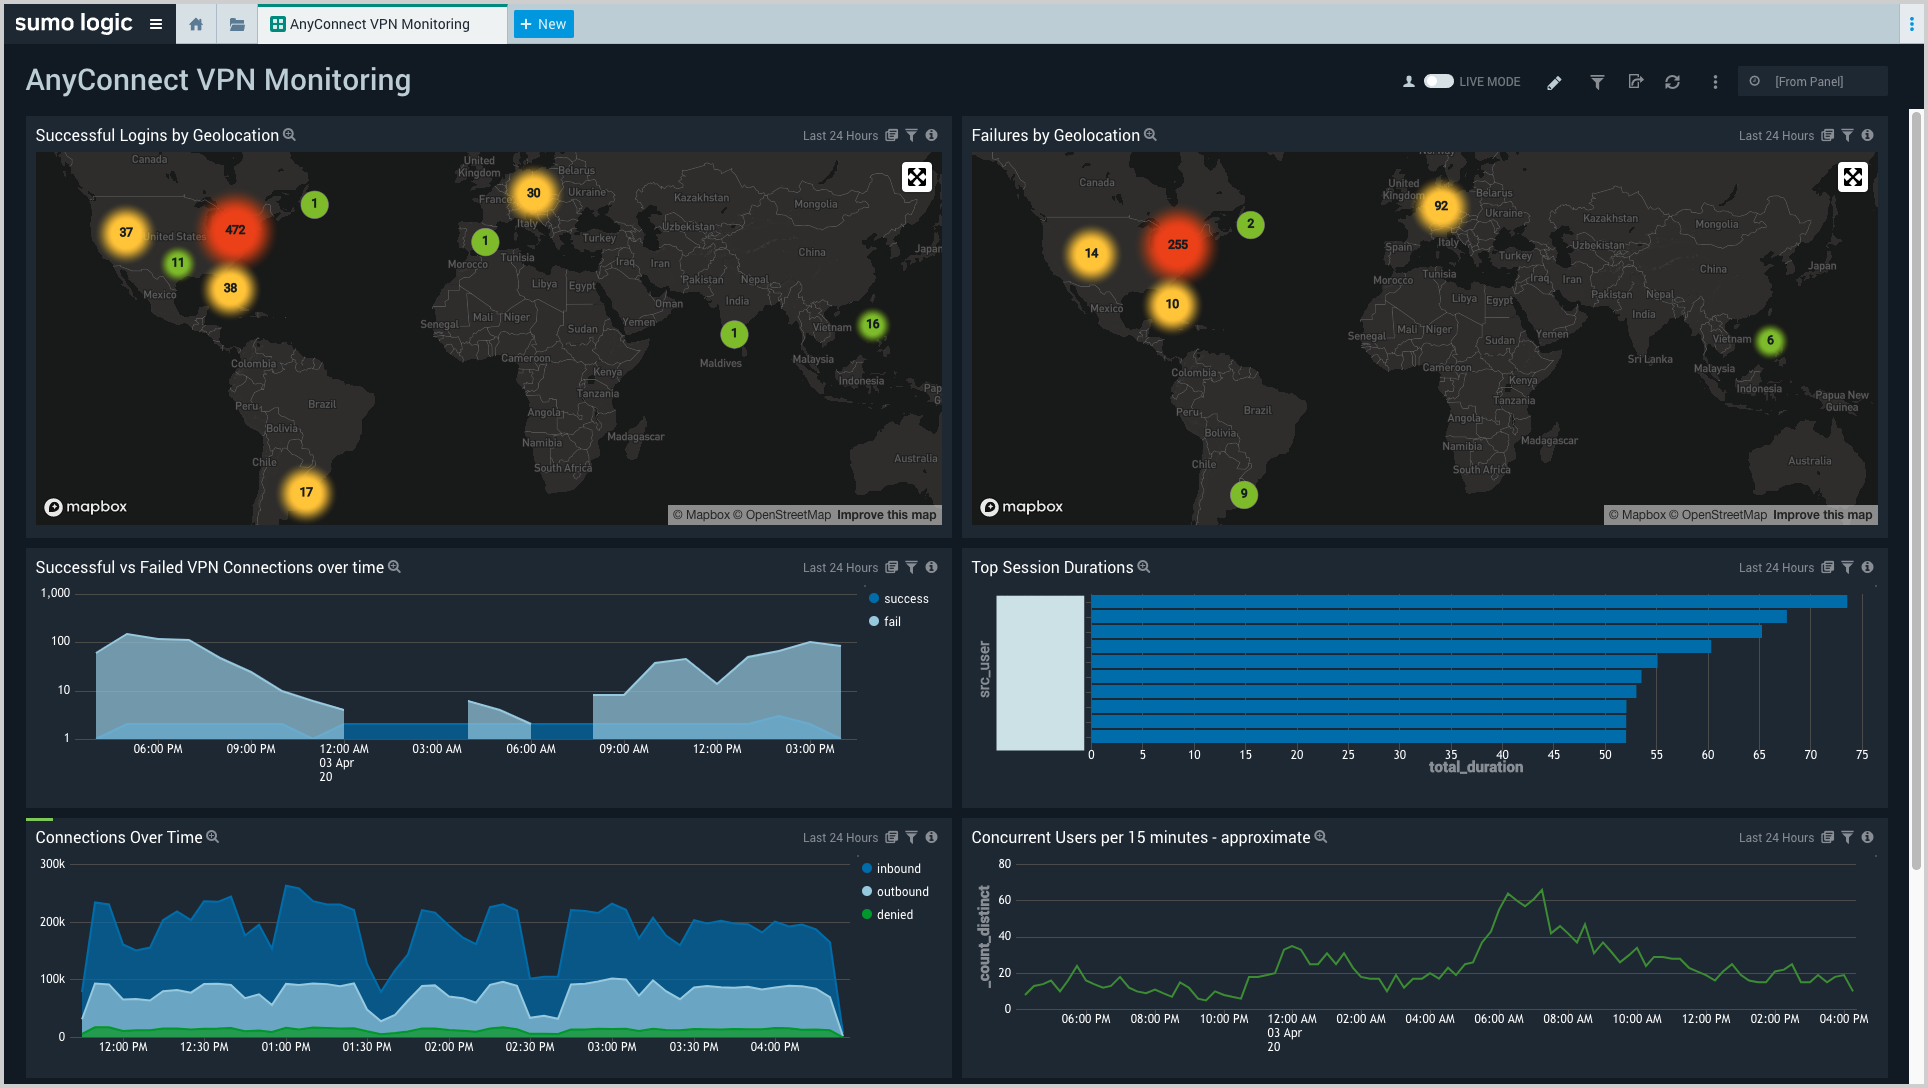 sumo logic
AnyConnect VPN Monitoring
+ New
AnyConnect VPN Monitoring
LIVE MODE
[From Panel]
Successful Logins by Geolocation
Last 24 Hours
Canada
United Kingdom
Belarus
France
Ukraine
Italy
Kazakhstan
Mongolia
United States
Uzbekistan
Turkey
China
Japan
Morocco
Tunisia
Iraq
Iran
Pakistan
Nepal
Mexico
Libya
Egypt
Oman
India
Senegal
Mali
Niger
Sudan
Yemen
Vietnam
Cameroon
Maldives
Malaysia
Colombia
Kenya
Indonesia
Tanzania
Peru
Brazil
Angola
Bolivia
Namibia
Madagascar
Chile
South Africa
Australia
Pap
G
30
1
37
472
1
11
38
1
16
17
mapbox
© Mapbox © OpenStreetMap Improve this map
Failures by Geolocation
Last 24 Hours
Norway
Canada
United Kingdom
Belarus
Ukraine
Kazakhstan
Mongolia
Spain
Italy
Uzbekistan
Turkey
China
Japan
Morocco
Tunisia
Iraq
Iran
Pakistan
Nepal
Mexico
Libya
Egypt
India
Senegal
Mali
Niger
Sudan
Yemen
Vietnam
Sri Lanka
Cameroon
Malaysia
Colombia
Kenya
Indonesia
Tanzania
Papua New Guinea
Peru
Brazil
Angola
Bolivia
Namibia
Madagascar
Chile
South Africa
Australia
92
2
14
255
10
6
9
mapbox
© Mapbox © OpenStreetMap Improve this map
Successful vs Failed VPN Connections over time
Last 24 Hours
1,000
100
10
1
success
fail
06:00 PM
09:00 PM
12:00 AM
03 Apr
20
03:00 AM
06:00 AM
09:00 AM
12:00 PM
03:00 PM
Top Session Durations
Last 24 Hours
src_user
0 5 10 15 20 25 30 35 40 45 50 55 60 65 70 75
total_duration
Connections Over Time
Last 24 Hours
300k
200k
100k
0
inbound
outbound
denied
12:00 PM
12:30 PM
01:00 PM
01:30 PM
02:00 PM
02:30 PM
03:00 PM
03:30 PM
04:00 PM
Concurrent Users per 15 minutes - approximate
Last 24 Hours
_count_distinct
80
60
40
20
0
06:00 PM
08:00 PM
10:00 PM
12:00 AM
03 Apr
20
02:00 AM
04:00 AM
06:00 AM
08:00 AM
10:00 AM
12:00 PM
02:00 PM
04:00 PM